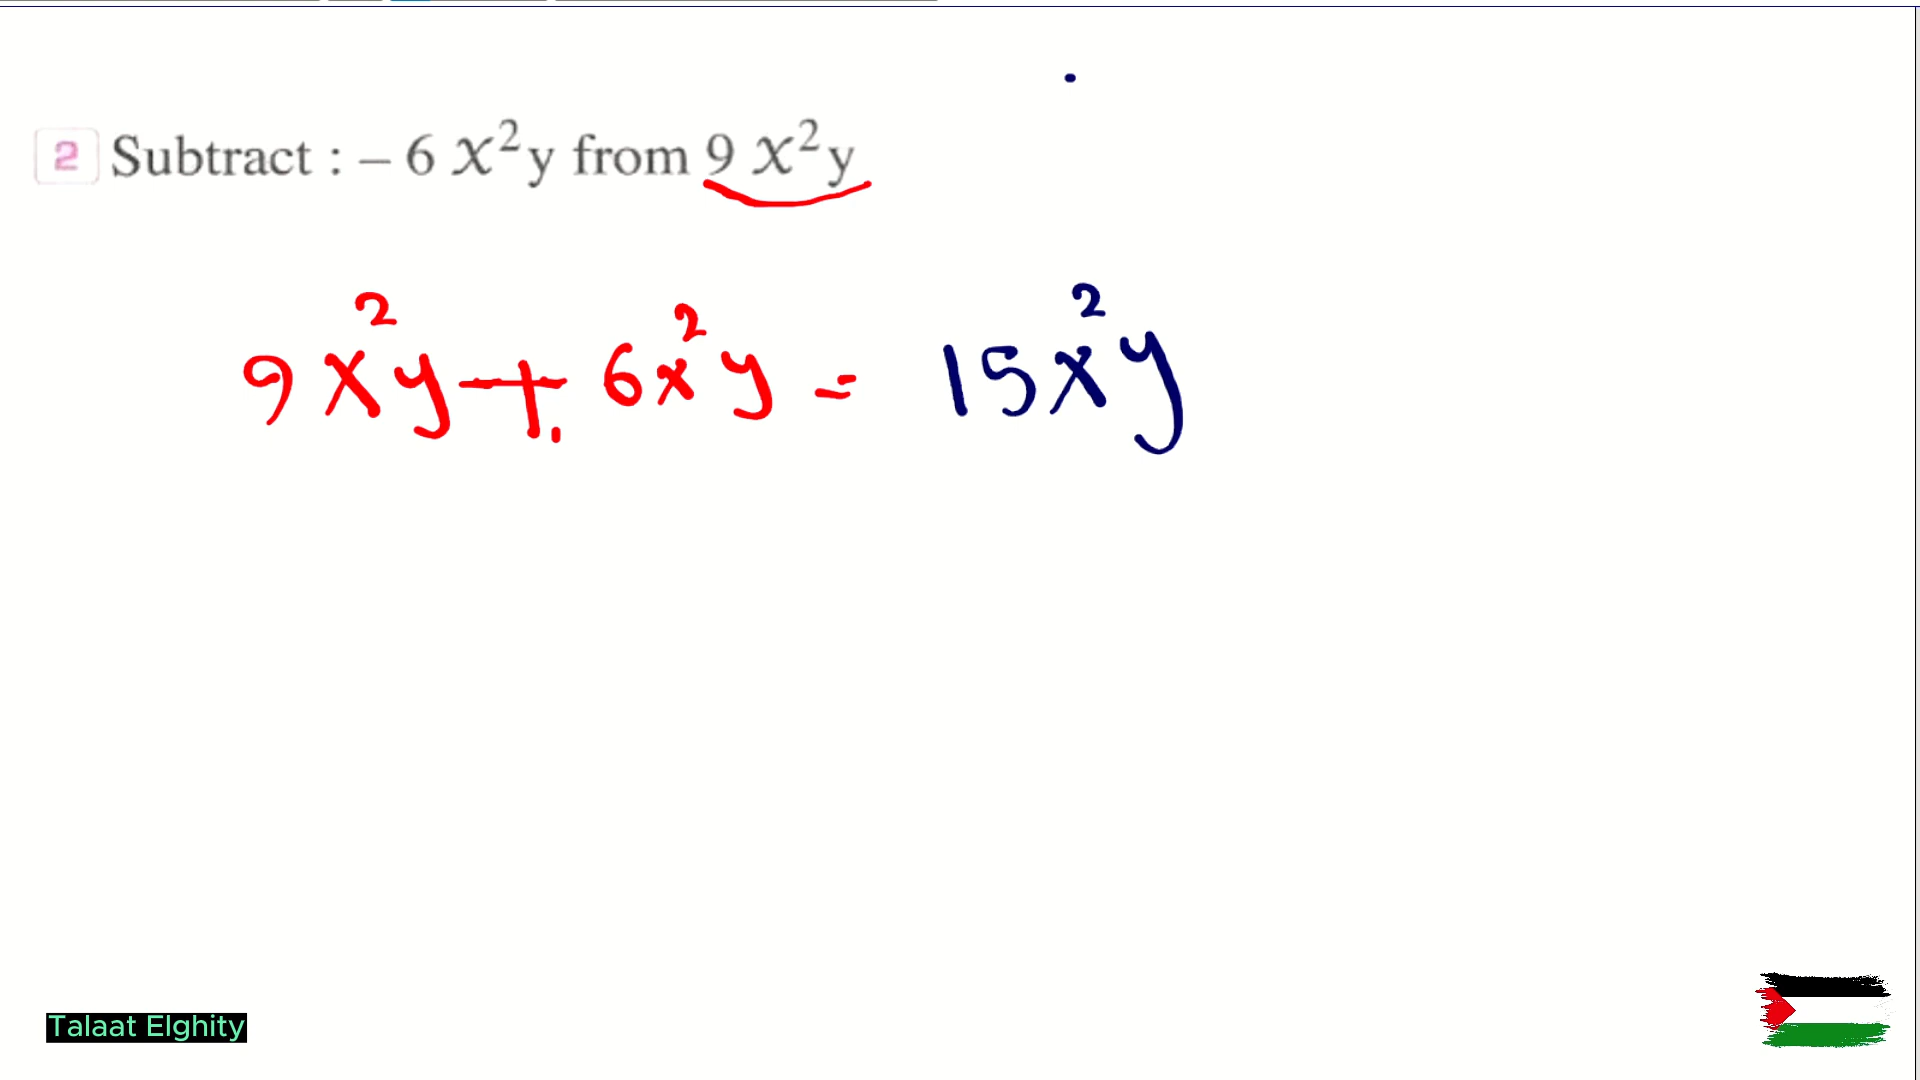 2 Subtract : – 6 x²y from 9 x²y
9x²y + 6x²y = 15x²y
Talaat Elghity